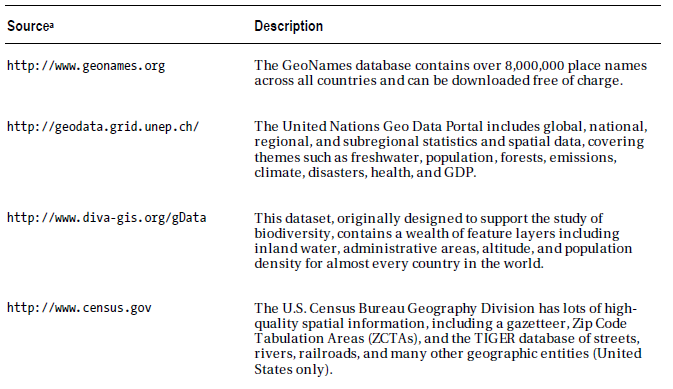 Sourceª Description
http://www.geonames.org The GeoNames database contains over 8,000,000 place names
across all countries and can be downloaded free of charge.
http://geodata.grid.unep.ch/ The United Nations Geo Data Portal includes global, national,
regional, and subregional statistics and spatial data, covering
themes such as freshwater, population, forests, emissions,
climate, disasters, health, and GDP.
http://www.diva-gis.org/gData This dataset, originally designed to support the study of
biodiversity, contains a wealth of feature layers including
inland water, administrative areas, altitude, and population
density for almost every country in the world.
http://www.census.gov The U.S. Census Bureau Geography Division has lots of high-
quality spatial information, including a gazetteer, Zip Code
Tabulation Areas (ZCTAs), and the TIGER database of streets,
rivers, railroads, and many other geographic entities (United
States only).